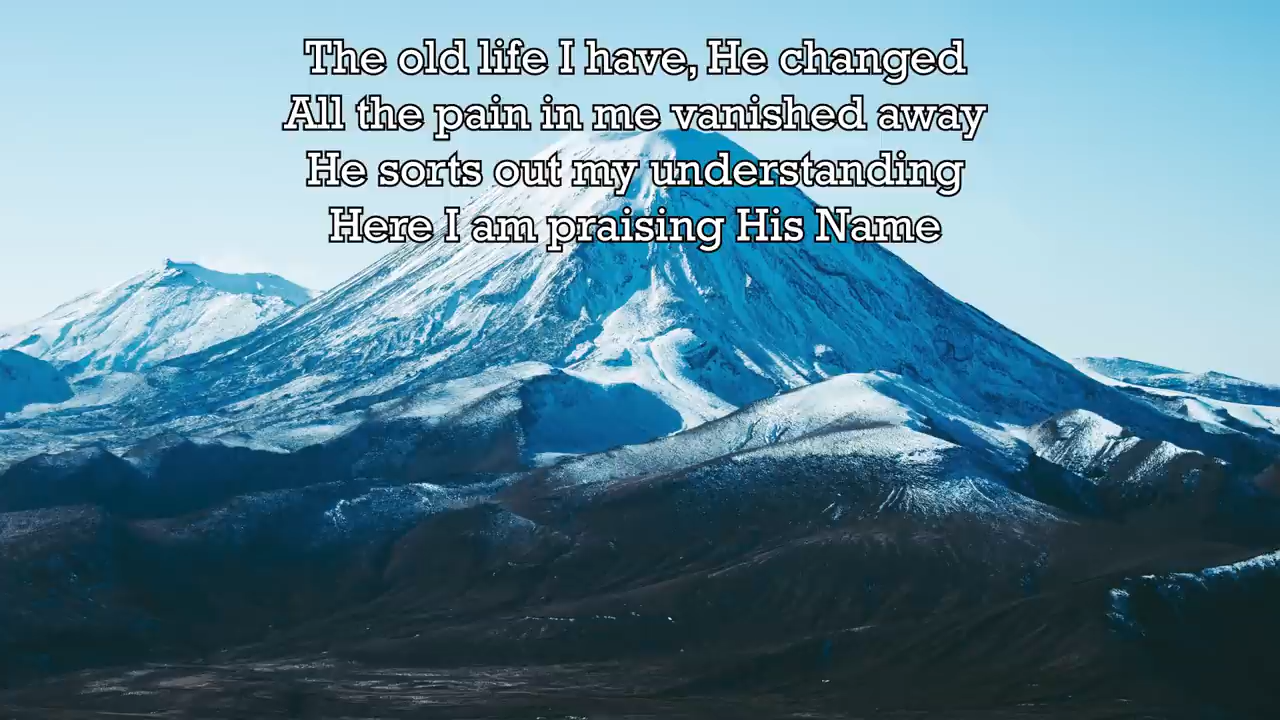 The old life I have, He changed
All the pain in me vanished away
He sorts out my understanding
Here I am praising His Name